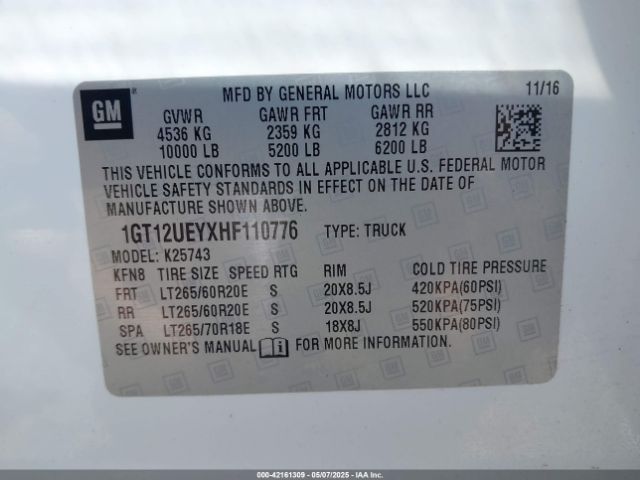 GM
MFD BY GENERAL MOTORS LLC 11/16
GVWR GAWR FRT GAWR RR
4536 KG 2359 KG 2812 KG
10000 LB 5200 LB 6200 LB
THIS VEHICLE CONFORMS TO ALL APPLICABLE U.S. FEDERAL MOTOR
VEHICLE SAFETY STANDARDS IN EFFECT ON THE DATE OF
MANUFACTURE SHOWN ABOVE.
1GT12UEYXHF110776 TYPE: TRUCK
MODEL: K25743
KFN8 TIRE SIZE SPEED RTG RIM COLD TIRE PRESSURE
FRT LT265/60R20E S 20X8.5J 420KPA(60PSI)
RR LT265/60R20E S 20X8.5J 520KPA(75PSI)
SPA LT265/70R18E S 18X8J 550KPA(80PSI)
SEE OWNER'S MANUAL FOR MORE INFORMATION.
000-42161309 - 05/07/2025 - IAA Inc. - Copart